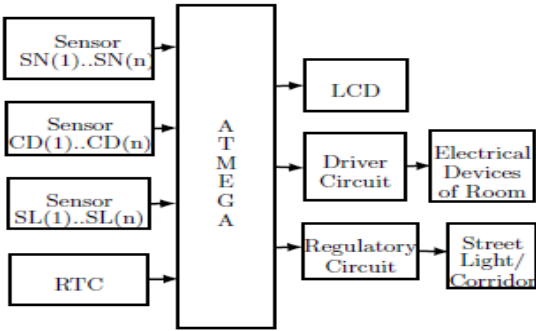 Sensor
SN(1)..SN(n)
Sensor
CD(1)..CD(n)
Sensor
SL(1)..SL(n)
RTC
A
T
M
E
G
A
LCD
Driver
Circuit
Electrical
Devices
of Room
Regulatory
Circuit
Street
Light/
Corridor